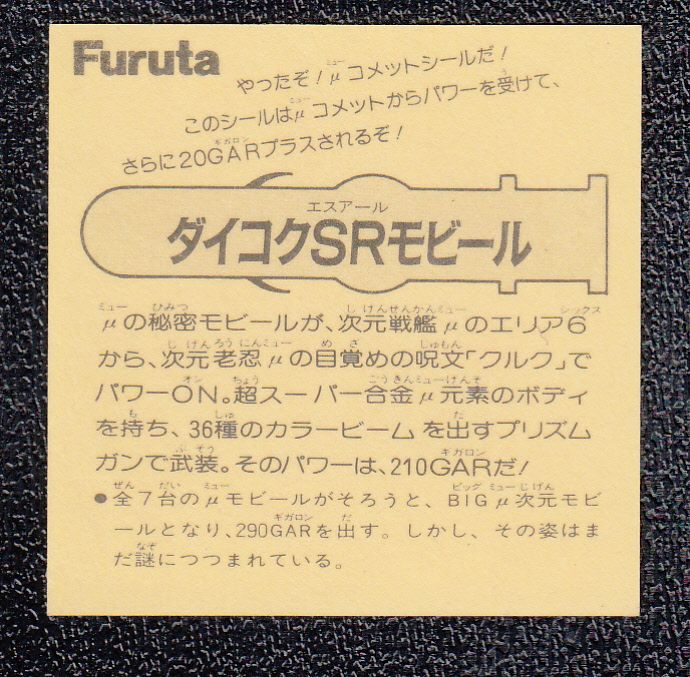 Furuta
やったぞ!μコメットシールだ!
このシールはμコメットからパワーを受けて、
さらに20GARプラスされるぞ!
ダイコクSRモビール
μの秘密モビールが、次元戦艦μのエリア6
から、次元老忍μの目覚めの呪文「クルク」で
パワーON。超スーパー合金μ元素のボディ
を持ち、36種のカラービームを出すプリズム
ガンで武装。そのパワーは、210GARだ!
●全7台のμモビールがそろうと、BIGμ次元モビ
ールとなり、290GARを出す。しかし、その姿はま
だ謎につつまれている。